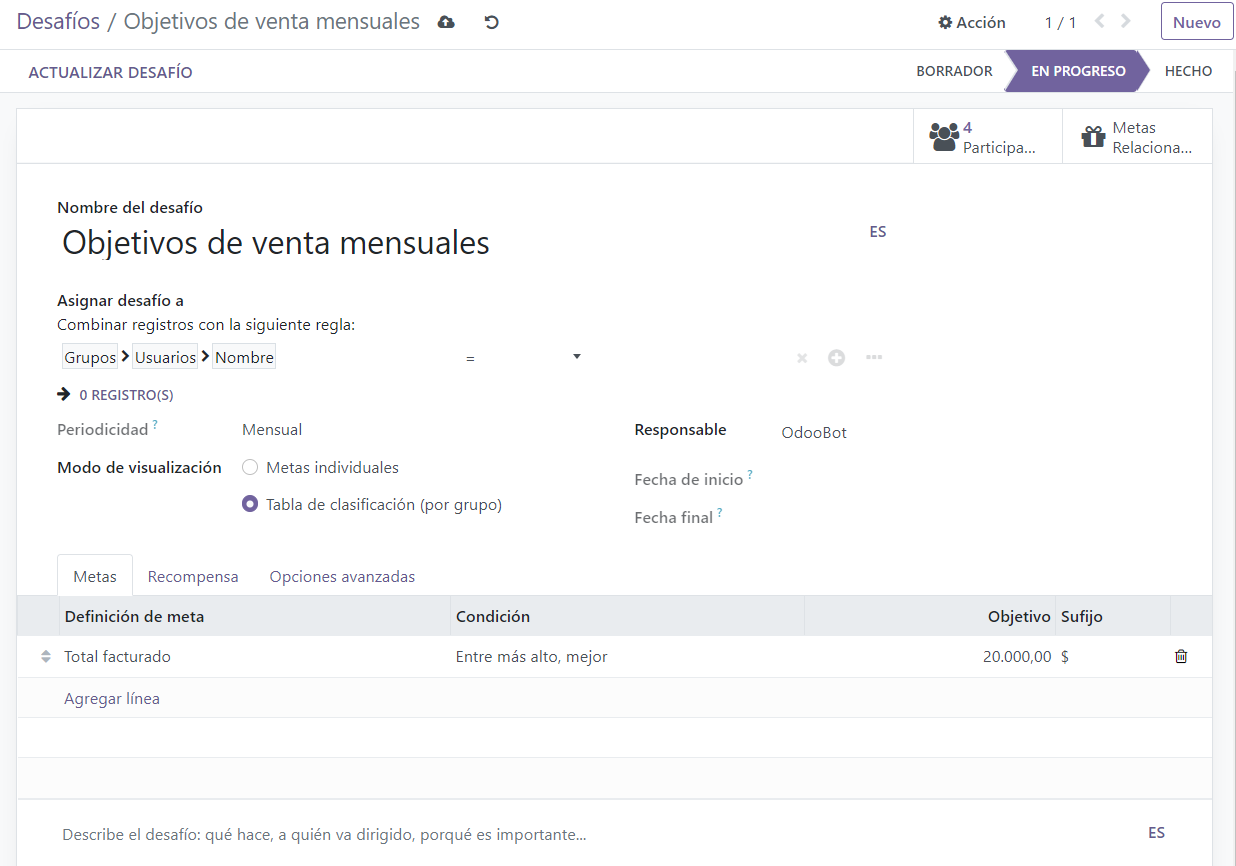 Desafíos / Objetivos de venta mensuales
Acción
1 / 1
Nuevo
ACTUALIZAR DESAFÍO
BORRADOR
EN PROGRESO
HECHO
4
Participa...
Metas
Relaciona...
Nombre del desafío
Objetivos de venta mensuales
ES
Asignar desafío a
Combinar registros con la siguiente regla:
Grupos > Usuarios > Nombre =
0 REGISTRO(S)
Periodicidad ? Mensual
Responsable OdooBot
Modo de visualización Metas individuales
Tabla de clasificación (por grupo)
Fecha de inicio ?
Fecha final ?
Metas Recompensa Opciones avanzadas
Definición de meta Condición Objetivo Sufijo
Total facturado Entre más alto, mejor 20.000,00 $
Agregar línea
Describe el desafío: qué hace, a quién va dirigido, porqué es importante...
ES